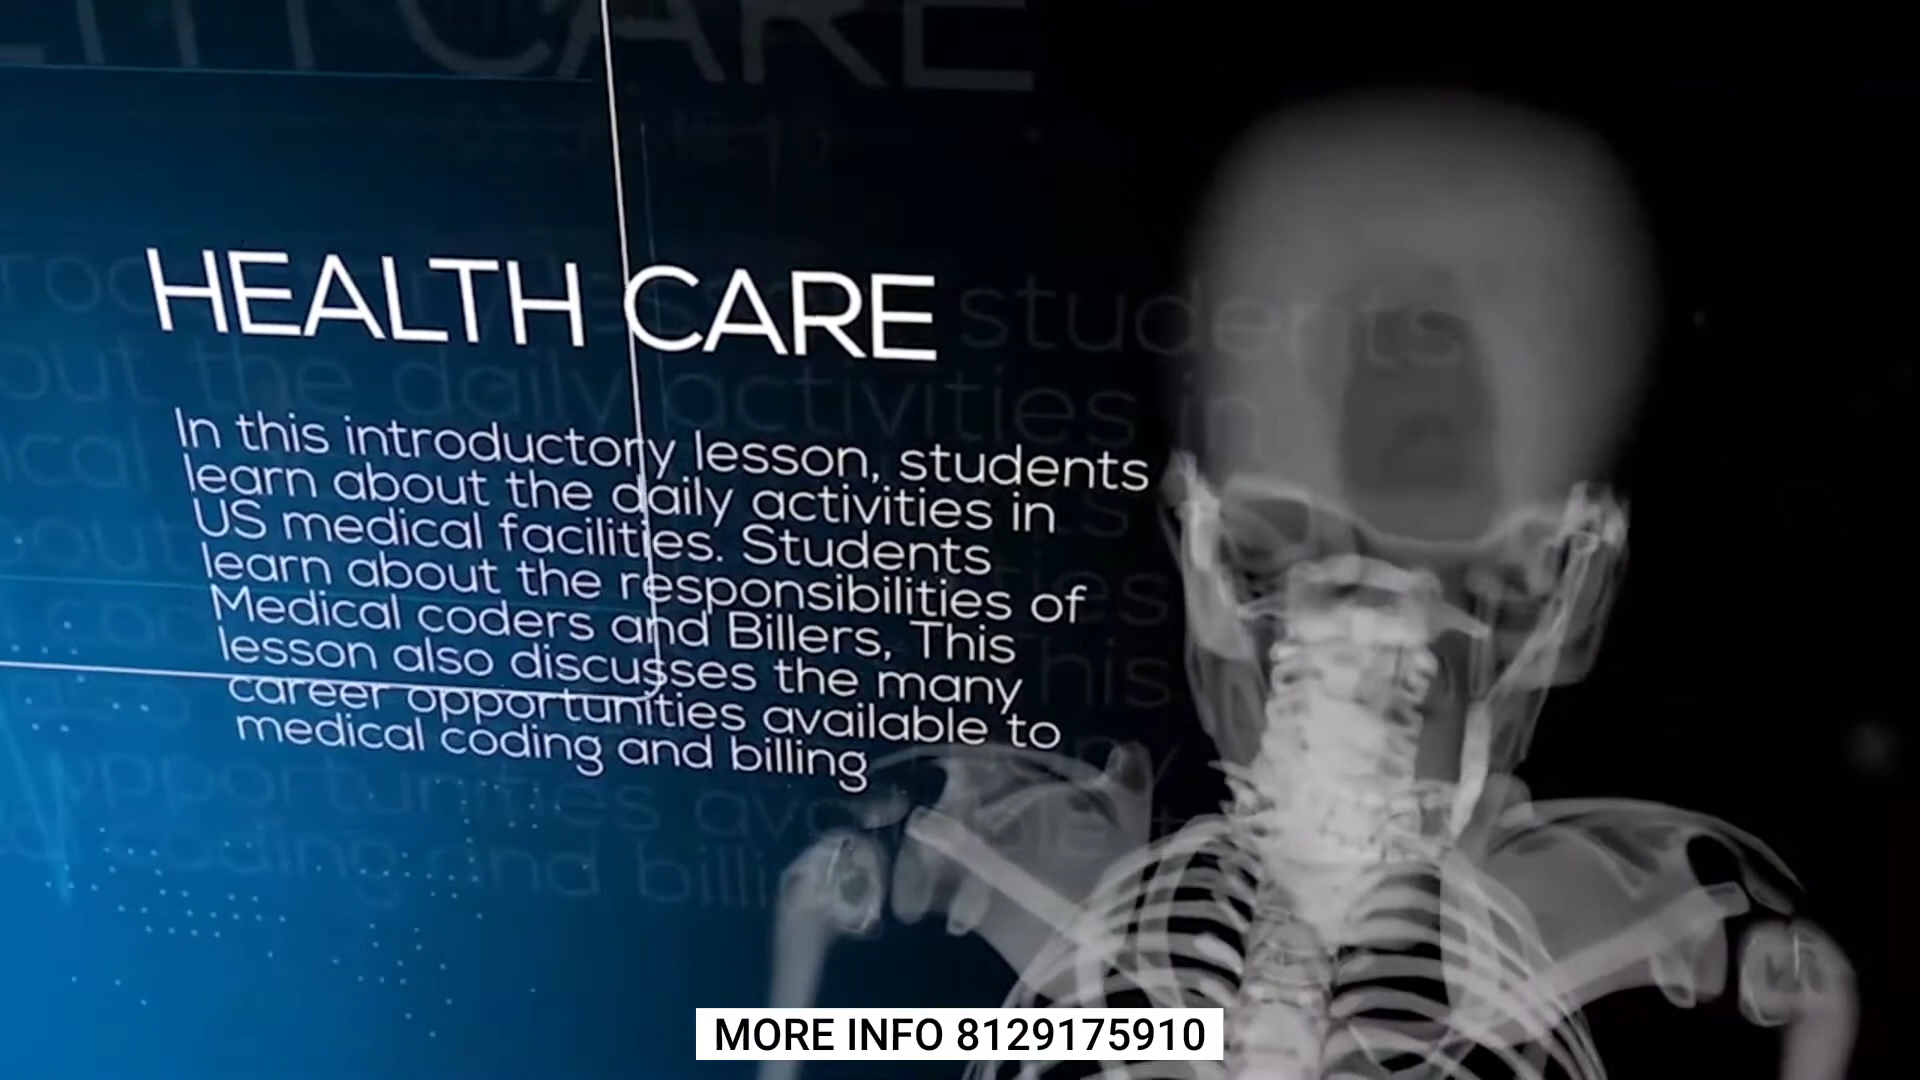 LTH CARE
HEALTH CARE
In this introductory lesson, students
learn about the daily activities in
US medical facilities. Students
learn about the responsibilities of
Medical coders and Billers, This
lesson also discusses the many
career opportunities available to
medical coding and billing
MORE INFO 8129175910